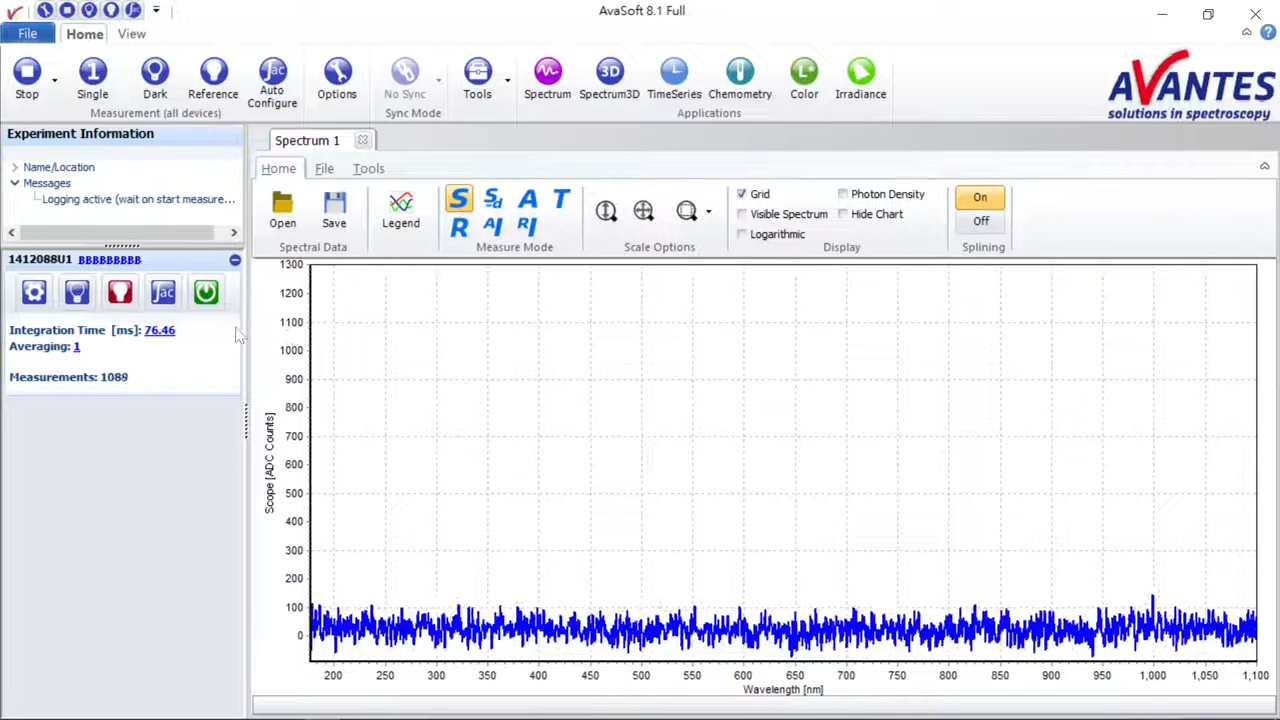 AvaSoft 8.1 Full
File Home View
Stop Single Dark Reference Auto Configure Options No Sync Tools Spectrum Spectrum3D TimeSeries Chemometry Color Irradiance
Measurement (all devices) Sync Mode Applications
AVANTES
solutions in spectroscopy
Experiment Information
Name/Location
Messages
Logging active (wait on start measure...
1412088U1 BBBBBBBBB
Integration Time [ms]: 76.46
Averaging: 1
Measurements: 1089
Spectrum 1
Home File Tools
Open Save Legend
S Sd A T
R AI RI
Grid Photon Density
Visible Spectrum Hide Chart
Logarithmic
On
Off
Spectral Data Measure Mode Scale Options Display Splining
1300
1200
1100
1000
900
800
700
600
500
400
300
200
100
0
Scope [ADC Counts]
200 250 300 350 400 450 500 550 600 650 700 750 800 850 900 950 1,000 1,050 1,100
Wavelength [nm]